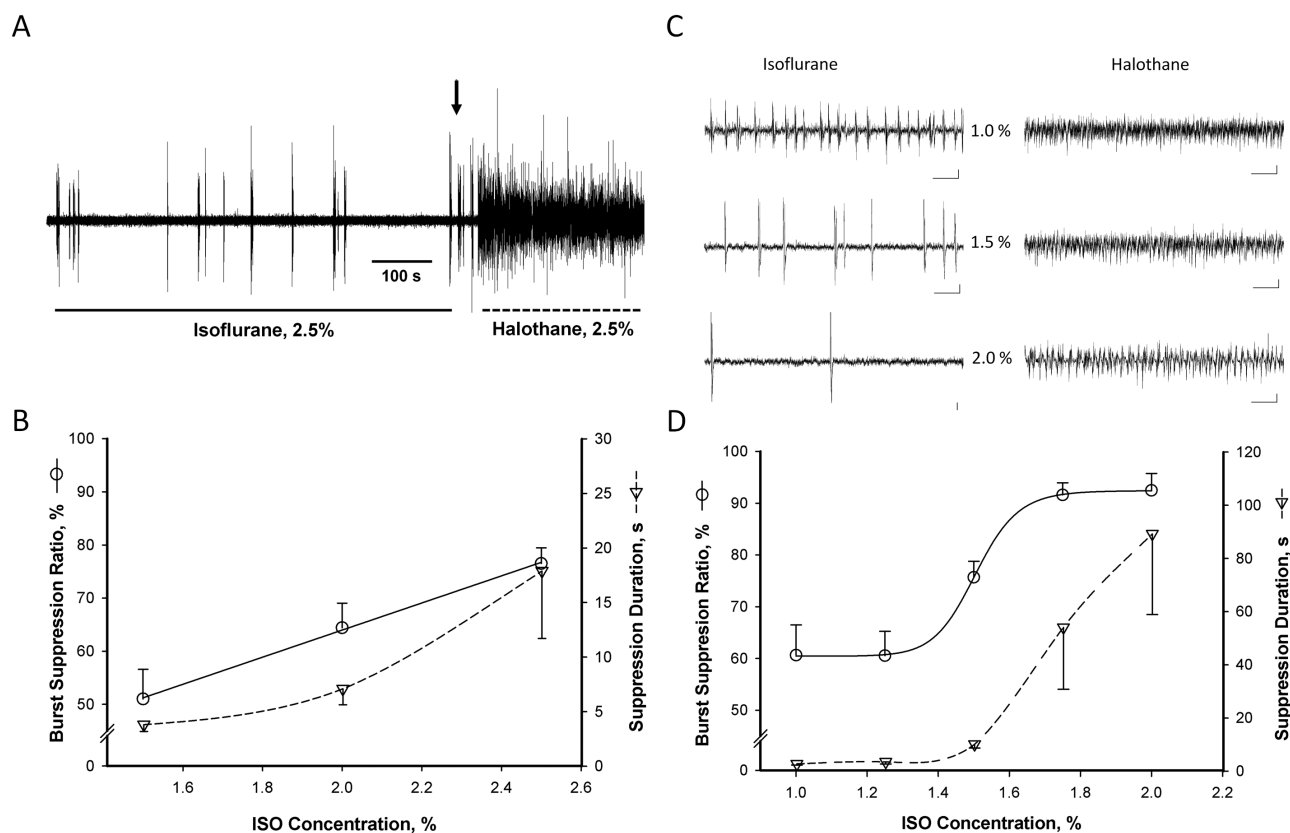 A
100 s
Isoflurane, 2.5%
Halothane, 2.5%
B
Burst Suppression Ratio, %
100
90
80
70
60
50
0
30
25
20
15
10
5
0
Suppression Duration, s
1.6
1.8
2.0
2.2
2.4
2.6
ISO Concentration, %
C
Isoflurane
Halothane
1.0 %
1.5 %
2.0 %
D
Burst Suppression Ratio, %
100
90
80
70
60
50
0
120
100
80
60
40
20
0
Suppression Duration, s
1.0
1.2
1.4
1.6
1.8
2.0
2.2
ISO Concentration, %